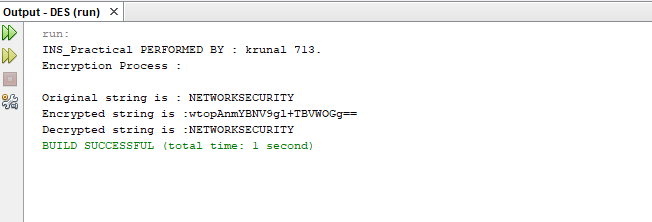 Output - DES (run)
run:
INS_Practical PERFORMED BY : krunal 713.
Encryption Process :
Original string is : NETWORKSECURITY
Encrypted string is :wtopAnmYBNV9gl+TBVWOGg==
Decrypted string is :NETWORKSECURITY
BUILD SUCCESSFUL (total time: 1 second)